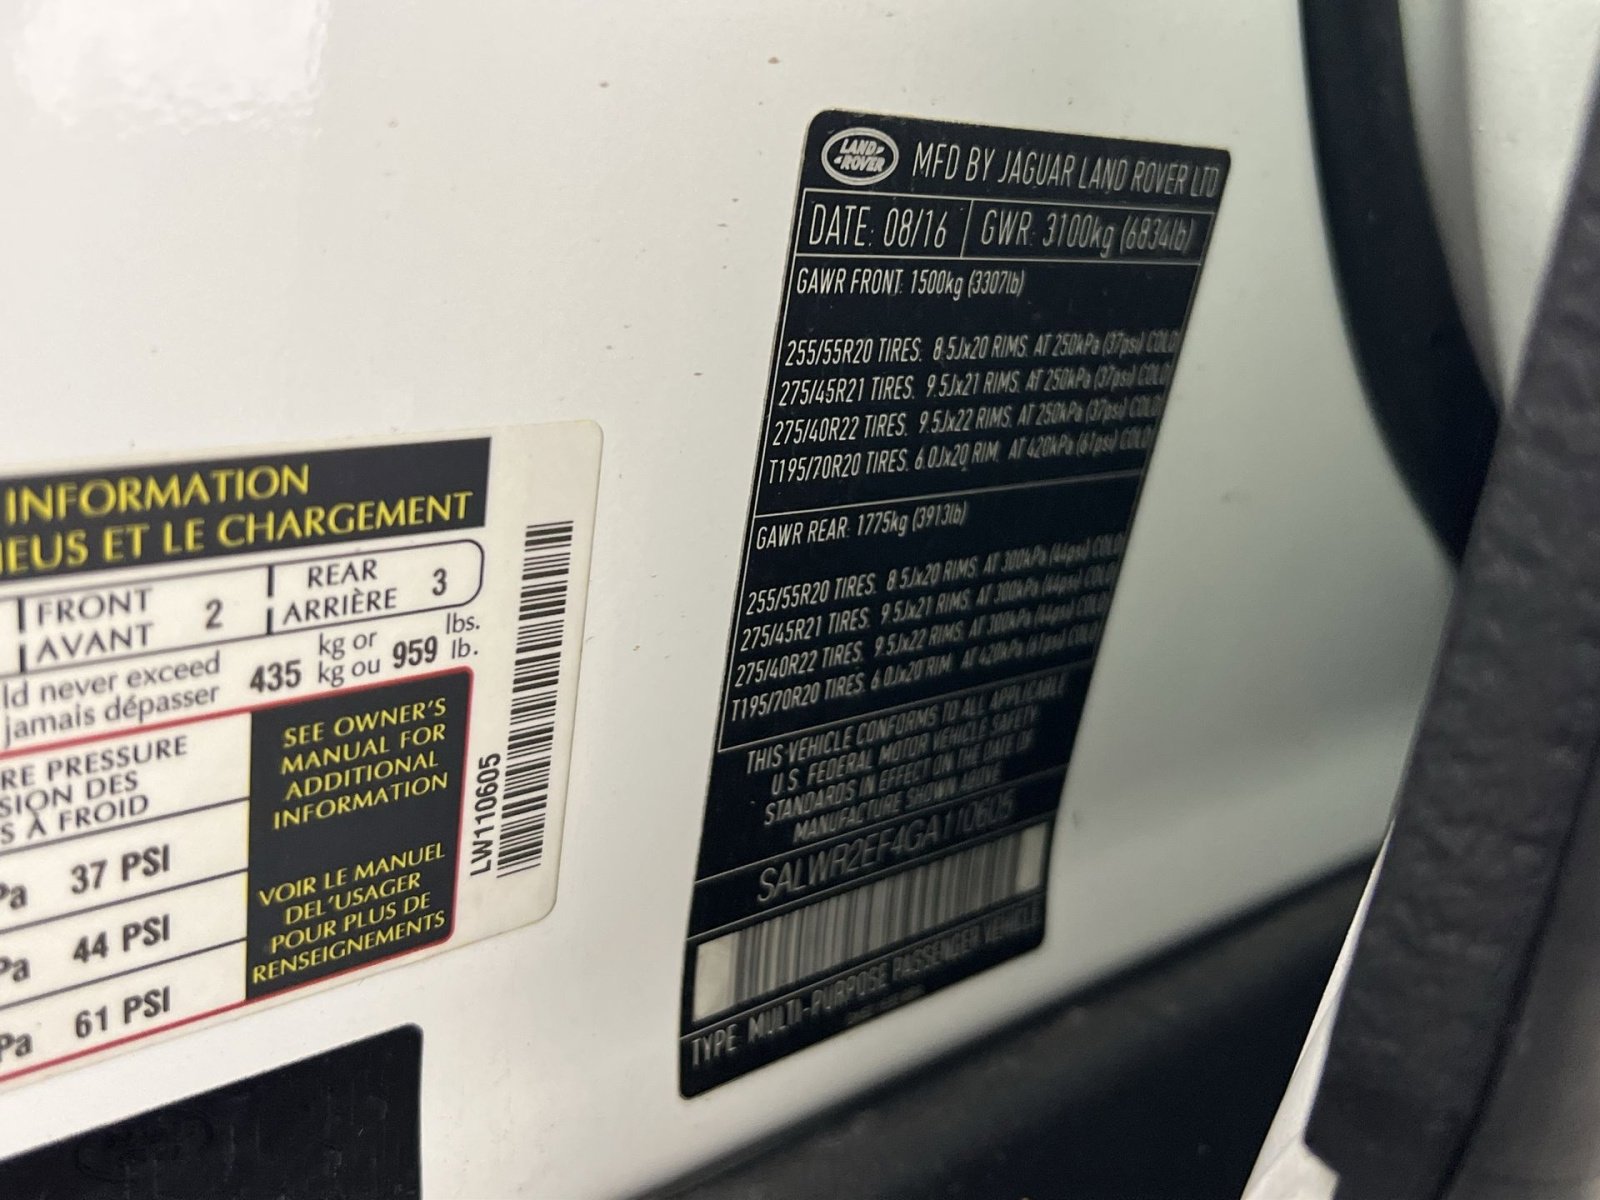 LAND-
-ROVER
MFD BY JAGUAR LAND ROVER LTD
DATE: 08/16
GWR: 3100kg (6834lb)
GAWR FRONT: 1500kg (3307lb)
255/55R20 TIRES. 8.5Jx20 RIMS. AT 250kPa (37psi) COLD
275/45R21 TIRES. 9.5Jx21 RIMS. AT 250kPa (37psi) COLD
275/40R22 TIRES. 9.5Jx22 RIMS. AT 250kPa (37psi) COLD
T195/70R20 TIRES. 6.0Jx20 RIM. AT 420kPa (61psi) COLD
GAWR REAR: 1775kg (3913lb)
255/55R20 TIRES. 8.5Jx20 RIMS. AT 300kPa (44psi) COLD
275/45R21 TIRES. 9.5Jx21 RIMS. AT 300kPa (44psi) COLD
275/40R22 TIRES. 9.5Jx22 RIMS. AT 300kPa (44psi) COLD
T195/70R20 TIRES. 6.0Jx20 RIM. AT 420kPa (61psi) COLD
THIS VEHICLE CONFORMS TO ALL APPLICABLE
U.S. FEDERAL MOTOR VEHICLE SAFETY
STANDARDS IN EFFECT ON THE DATE OF
MANUFACTURE SHOWN ABOVE
SALWR2EF4GA110605
TYPE: MULTI-PURPOSE PASSENGER VEHICLE
INFORMATION
EUS ET LE CHARGEMENT
FRONT
AVANT
2
REAR
ARRIÈRE
3
ld never exceed
jamais dépasser
435
kg or
kg ou
959
lbs.
lb.
RE PRESSURE
SION DES
S À FROID
Pa 37 PSI
Pa 44 PSI
Pa 61 PSI
SEE OWNER'S
MANUAL FOR
ADDITIONAL
INFORMATION
VOIR LE MANUEL
DEL'USAGER
POUR PLUS DE
RENSEIGNEMENTS
LW110605